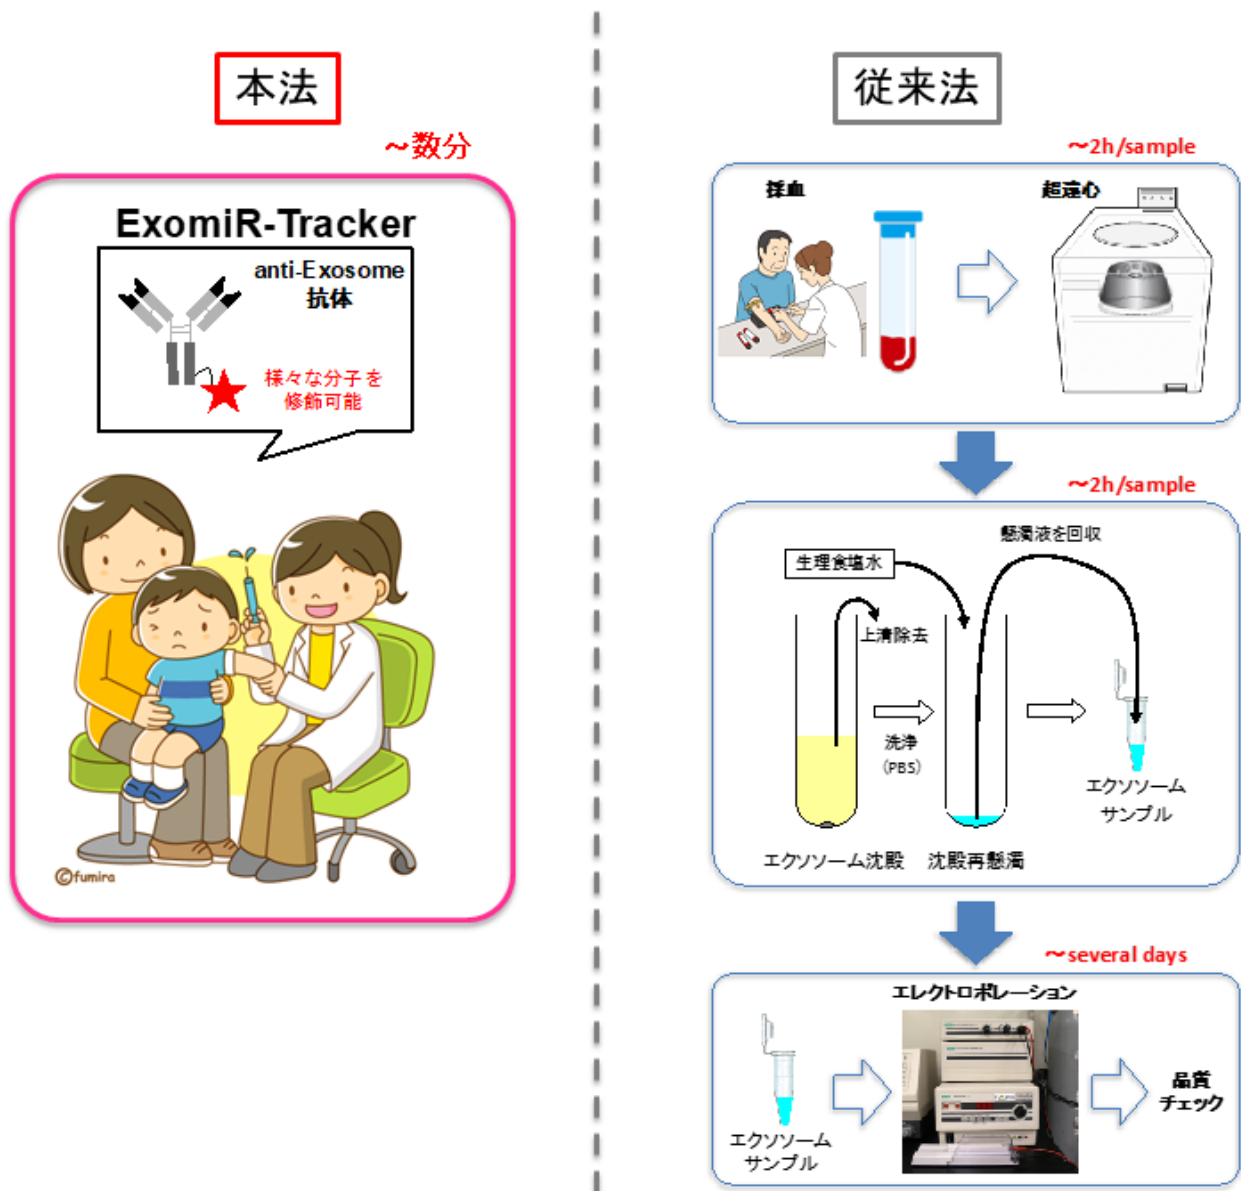 本法
～数分
ExomiR-Tracker
anti-Exosome
抗体
様々な分子を
修飾可能
©fumira
従来法
～2h/sample
採血
超遠心
～2h/sample
懸濁液を回収
生理食塩水
上清除去
洗浄
（PBS）
エクソソーム
サンプル
エクソソーム沈殿
沈殿再懸濁
～several days
エレクトロポレーション
品質
チェック
エクソソーム
サンプル